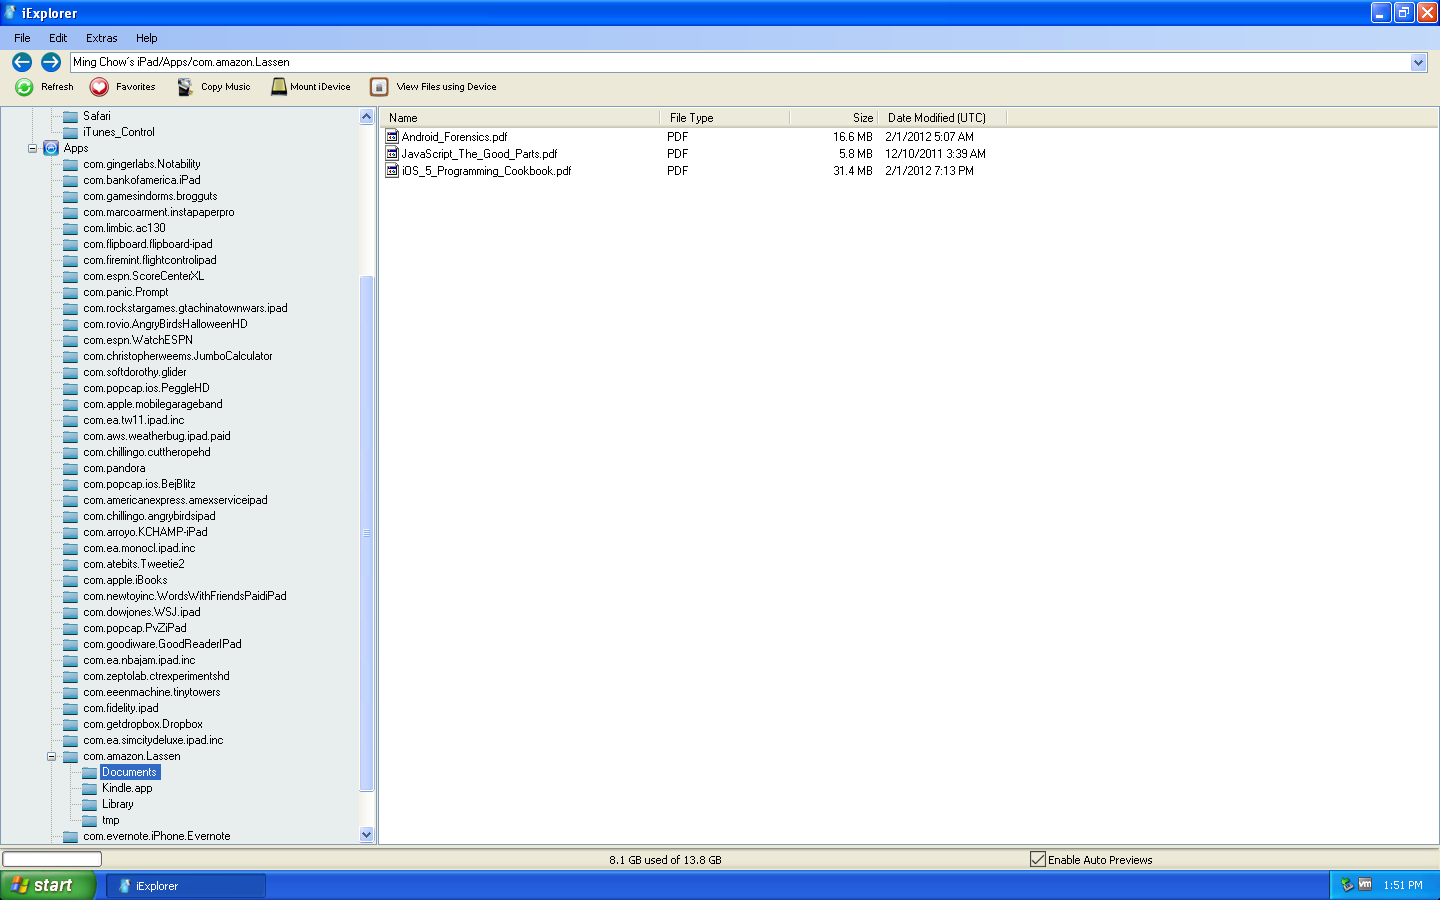 iExplorer
File Edit Extras Help
Ming Chow's iPad/Apps/com.amazon.Lassen
Refresh Favorites Copy Music Mount iDevice View Files using Device
Safari
iTunes_Control
Apps
com.gingerlabs.Notability
com.bankofamerica.iPad
com.gamesindorms.brogguts
com.marcoarment.instapaperpro
com.limbic.ac130
com.flipboard.flipboard-ipad
com.firemint.flightcontrolipad
com.espn.ScoreCenterXL
com.panic.Prompt
com.rockstargames.gtachinatownwars.ipad
com.rovio.AngryBirdsHalloweenHD
com.espn.WatchESPN
com.christopherweems.JumboCalculator
com.softdorothy.glider
com.popcap.ios.PeggleHD
com.apple.mobilegarageband
com.ea.tw11.ipad.inc
com.aws.weatherbug.ipad.paid
com.chillingo.cuttheropehd
com.pandora
com.popcap.ios.BejBlitz
com.americanexpress.amexserviceipad
com.chillingo.angrybirdsipad
com.arroyo.KCHAMP-iPad
com.ea.monocl.ipad.inc
com.atebits.Tweetie2
com.apple.iBooks
com.newtoyinc.WordsWithFriendsPaidiPad
com.dowjones.WSJ.ipad
com.popcap.PvZiPad
com.goodiware.GoodReaderIPad
com.ea.nbajam.ipad.inc
com.zeptolab.ctrexperimentshd
com.eeenmachine.tinytowers
com.fidelity.ipad
com.getdropbox.Dropbox
com.ea.simcitydeluxe.ipad.inc
com.amazon.Lassen
Documents
Kindle.app
Library
tmp
com.evernote.iPhone.Evernote
Name File Type Size Date Modified (UTC)
Android_Forensics.pdf PDF 16.6 MB 2/1/2012 5:07 AM
JavaScript_The_Good_Parts.pdf PDF 5.8 MB 12/10/2011 3:39 AM
iOS_5_Programming_Cookbook.pdf PDF 31.4 MB 2/1/2012 7:13 PM
8.1 GB used of 13.8 GB Enable Auto Previews
start iExplorer vm 1:51 PM